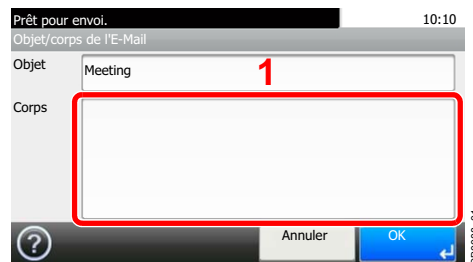 Prêt pour envoi. 10:10
Objet/corps de l'E-Mail
Objet Meeting 1
Corps
? Annuler OK